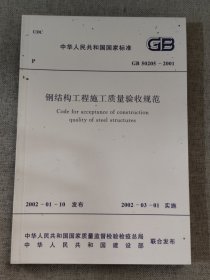 UDC
中华人民共和国国家标准 GB
P GB 50205－2001
钢结构工程施工质量验收规范
Code for acceptance of construction
quality of steel structures
2002－01－10 发布 2002－03－01 实施
中华人民共和国国家质量监督检验检疫总局
中华人民共和国建设部
联合发布